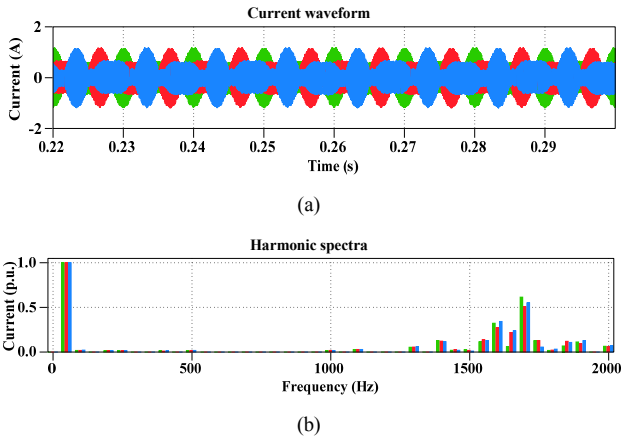 Current waveform
Current (A)
2
0
-2
0.22 0.23 0.24 0.25 0.26 0.27 0.28 0.29
Time (s)
(a)
Harmonic spectra
Current (p.u.)
1.0
0.5
0.0
0 500 1000 1500 2000
Frequency (Hz)
(b)